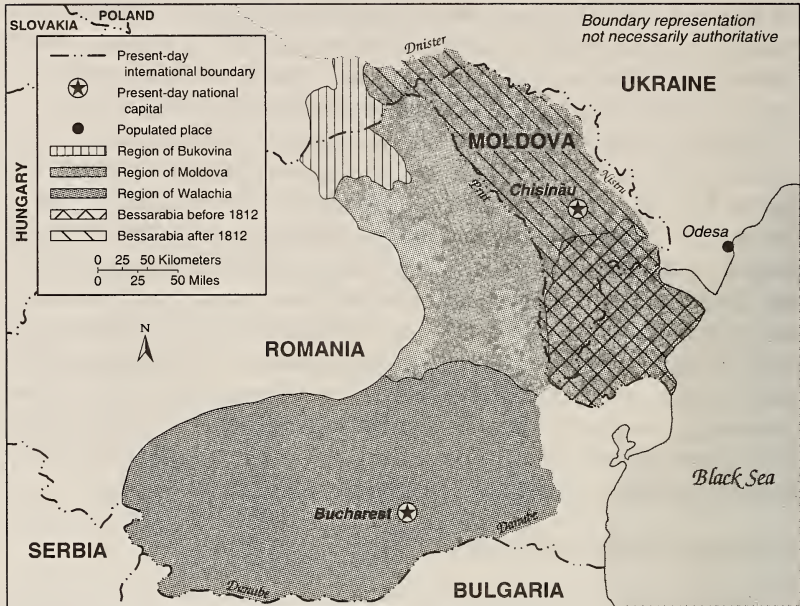 SLOVAKIA
POLAND
Boundary representation
not necessarily authoritative
Present-day
international boundary
Present-day national
capital
Populated place
Region of Bukovina
Region of Moldova
Region of Walachia
Bessarabia before 1812
Bessarabia after 1812
0 25 50 Kilometers
0 25 50 Miles
HUNGARY
Dnister
UKRAINE
MOLDOVA
Prut
Chisinău
Nistru
Odesa
N
ROMANIA
Black Sea
Bucharest
Danube
SERBIA
Danube
BULGARIA